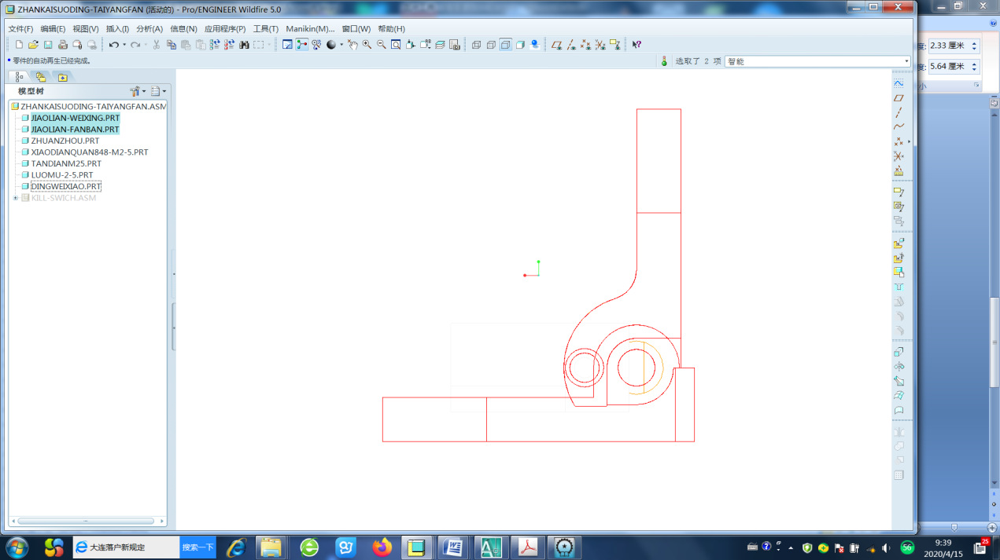 ZHANKAISUODING-TAIYANGFAN (活动的) - Pro/ENGINEER Wildfire 5.0
文件(F) 编辑(E) 视图(V) 插入(I) 分析(A) 信息(N) 应用程序(P) 工具(T) Manikin(M)... 窗口(W) 帮助(H)
零件的自动再生已经完成。
选取了 2 项 智能
度: 2.33 厘米
度: 5.64 厘米
小
模型树
ZHANKAISUODING-TAIYANGFAN.ASM
JIAOLIAN-WEIXING.PRT
JIAOLIAN-FANBAN.PRT
ZHUANZHOU.PRT
XIAODIANQUAN848-M2-5.PRT
TANDIANM25.PRT
LUOMU-2-5.PRT
DINGWEIXIAO.PRT
KILL-SWICH.ASM
大连落户新规定 搜索一下
56
25
9:39
2020/4/15